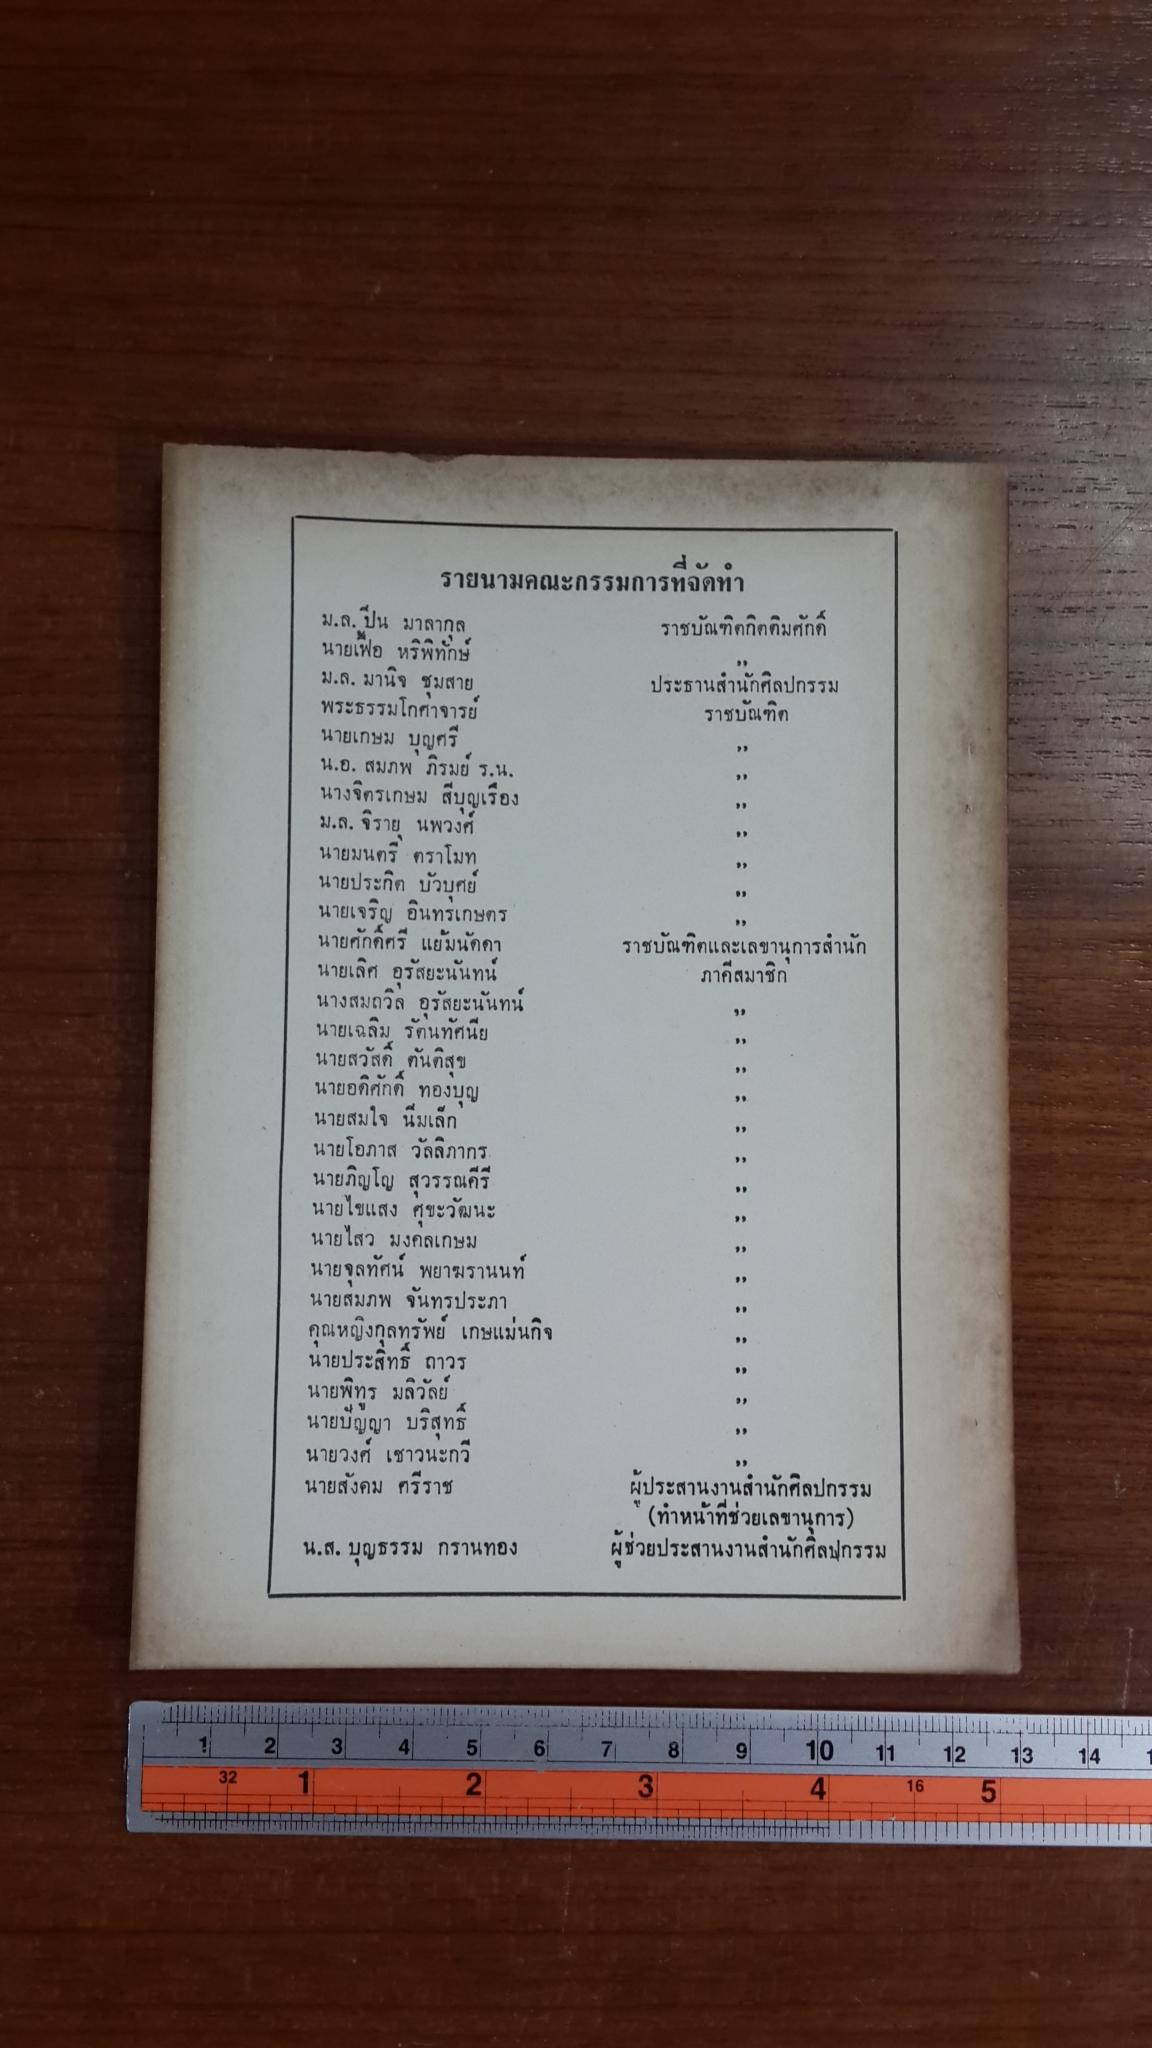 รายนามคณะกรรมการที่จัดทำ
ม.ล. ปิ่น มาลากุล ราชบัณฑิตกิตติมศักดิ์
นายเฟื้อ หริพิทักษ์ ,,
ม.ล. มานิจ ชุมสาย ประธานสำนักศิลปกรรม
พระธรรมโกศาจารย์ ราชบัณฑิต
นายเกษม บุญศรี ,,
น.อ. สมภพ ภิรมย์ ร.น. ,,
นางจิตรเกษม สีบุญเรือง ,,
ม.ล. จิรายุ นพวงศ์ ,,
นายมนตรี ตราโมท ,,
นายประกิต บัวบุศย์ ,,
นายเจริญ อินทรเกษตร ,,
นายศักดิ์ศรี แย้มนัดดา ราชบัณฑิตและเลขานุการสำนัก
นายเลิศ อุรัสยะนันทน์ ภาคีสมาชิก
นางสมถวิล อุรัสยะนันทน์ ,,
นายเฉลิม รัตนทัศนีย ,,
นายสวัสดิ์ ตันติสุข ,,
นายอดิศักดิ์ ทองบุญ ,,
นายสมใจ นิ่มเล็ก ,,
นายโอภาส วัลลิภากร ,,
นายภิญโญ สุวรรณคีรี ,,
นายไขแสง ศุขะวัฒนะ ,,
นายไสว มงคลเกษม ,,
นายจุลทัศน์ พยาฆรานนท์ ,,
นายสมภพ จันทรประภา ,,
คุณหญิงกุลทรัพย์ เกษแม่นกิจ ,,
นายประสิทธิ์ ถาวร ,,
นายพิทูร มลิวัลย์ ,,
นายปัญญา บริสุทธิ์ ,,
นายวงศ์ เชาวนะกวี ,,
นายสังคม ศรีราช ผู้ประสานงานสำนักศิลปกรรม
(ทำหน้าที่ช่วยเลขานุการ)
น.ส. บุญธรรม กรานทอง ผู้ช่วยประสานงานสำนักศิลปกรรม
1 2 3 4 5 6 7 8 9 10 11 12 13 14
32 1 2 3 4 16 5